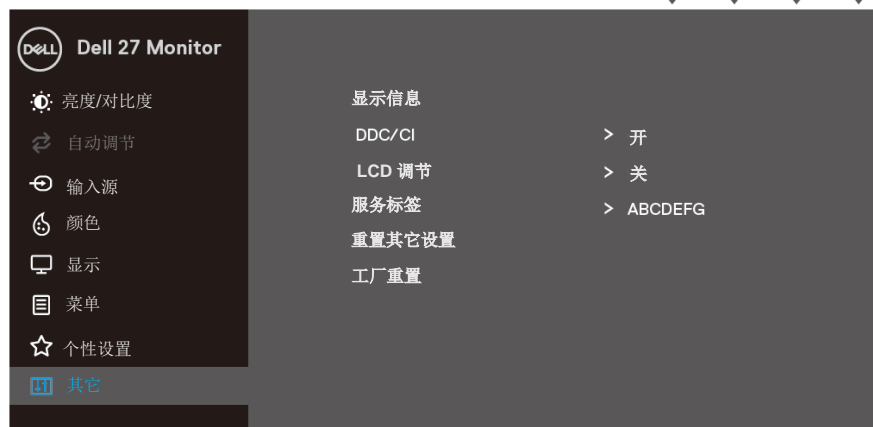 DELL Dell 27 Monitor
亮度/对比度
自动调节
输入源
颜色
显示
菜单
个性设置
其它
显示信息
DDC/CI > 开
LCD 调节 > 关
服务标签 > ABCDEFG
重置其它设置
工厂重置